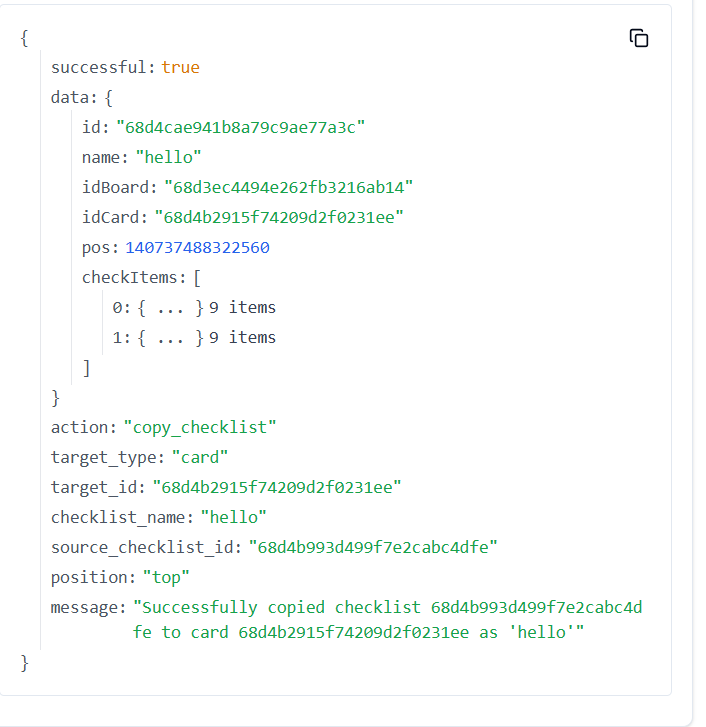 {
successful: true
data: {
id: "68d4cae941b8a79c9ae77a3c"
name: "hello"
idBoard: "68d3ec4494e262fb3216ab14"
idCard: "68d4b2915f74209d2f0231ee"
pos: 140737488322560
checkItems: [
0: { ... } 9 items
1: { ... } 9 items
]
}
action: "copy_checklist"
target_type: "card"
target_id: "68d4b2915f74209d2f0231ee"
checklist_name: "hello"
source_checklist_id: "68d4b993d499f7e2cabc4dfe"
position: "top"
message: "Successfully copied checklist 68d4b993d499f7e2cabc4d
fe to card 68d4b2915f74209d2f0231ee as 'hello'"
}